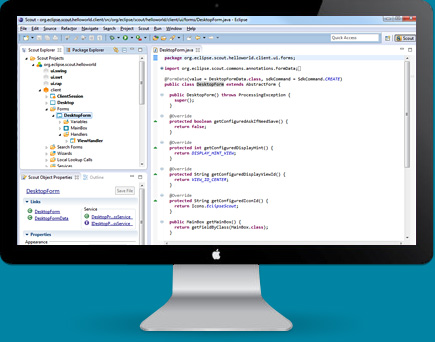 org.eclipse.scout.helloworld.client/src/org/eclipse/scout/helloworld/client/ui/forms/DesktopForm.java - Eclipse
File Edit Source Refactor Navigate Search Project Scout Run Window Help
Quick Access
Scout
Scout Explorer
Package Explorer
Scout Projects
org.eclipse.scout.helloworld
ui.swing
ui.swt
ui.rap
client
ClientSession
Desktop
Forms
DesktopForm
Variables
MainBox
Handlers
ViewHandler
Search Forms
Wizards
Local Lookup Calls
Services
Scout Object Properties
Outline
DesktopForm
Save File
Links
DesktopForm
DesktopFormData
Service
DesktopPr...ssService
IDesktopP...ssService
Properties
Appearance
DesktopForm.java
package org.eclipse.scout.helloworld.client.ui.forms;
import org.eclipse.scout.commons.annotations.FormData;
@FormData(value = DesktopFormData.class, sdkCommand = SdkCommand.CREATE)
public class DesktopForm extends AbstractForm {
public DesktopForm() throws ProcessingException {
super();
}
@Override
protected boolean getConfiguredAskIfNeedSave() {
return false;
}
@Override
protected int getConfiguredDisplayHint() {
return DISPLAY_HINT_VIEW;
}
@Override
protected String getConfiguredDisplayViewId() {
return VIEW_ID_CENTER;
}
@Override
protected String getConfiguredIconId() {
return Icons.EclipseScout;
}
public MainBox getMainBox() {
return getFieldByClass(MainBox.class);
}